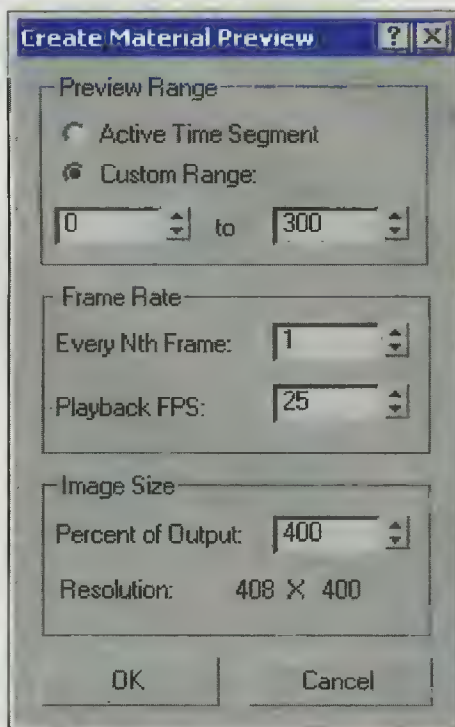 Create Material Preview ? X
Preview Range
Active Time Segment
Custom Range:
0 to 300
Frame Rate
Every Nth Frame: 1
Playback FPS: 25
Image Size
Percent of Output: 400
Resolution: 408 X 400
OK Cancel